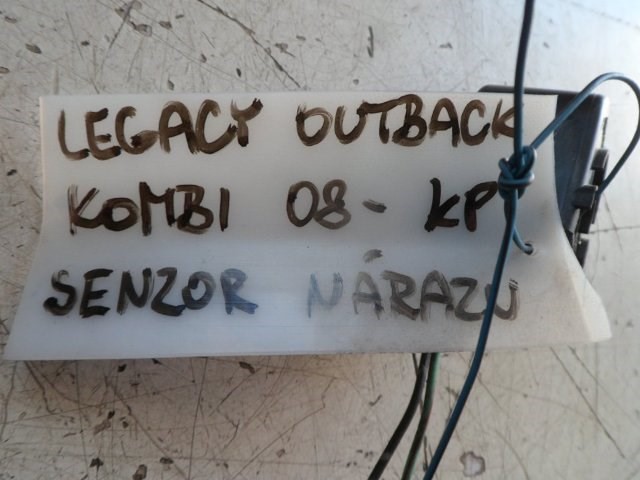 LEGACY OUTBACK
KOMBI 08- KP
SENZOR NÁRAZU